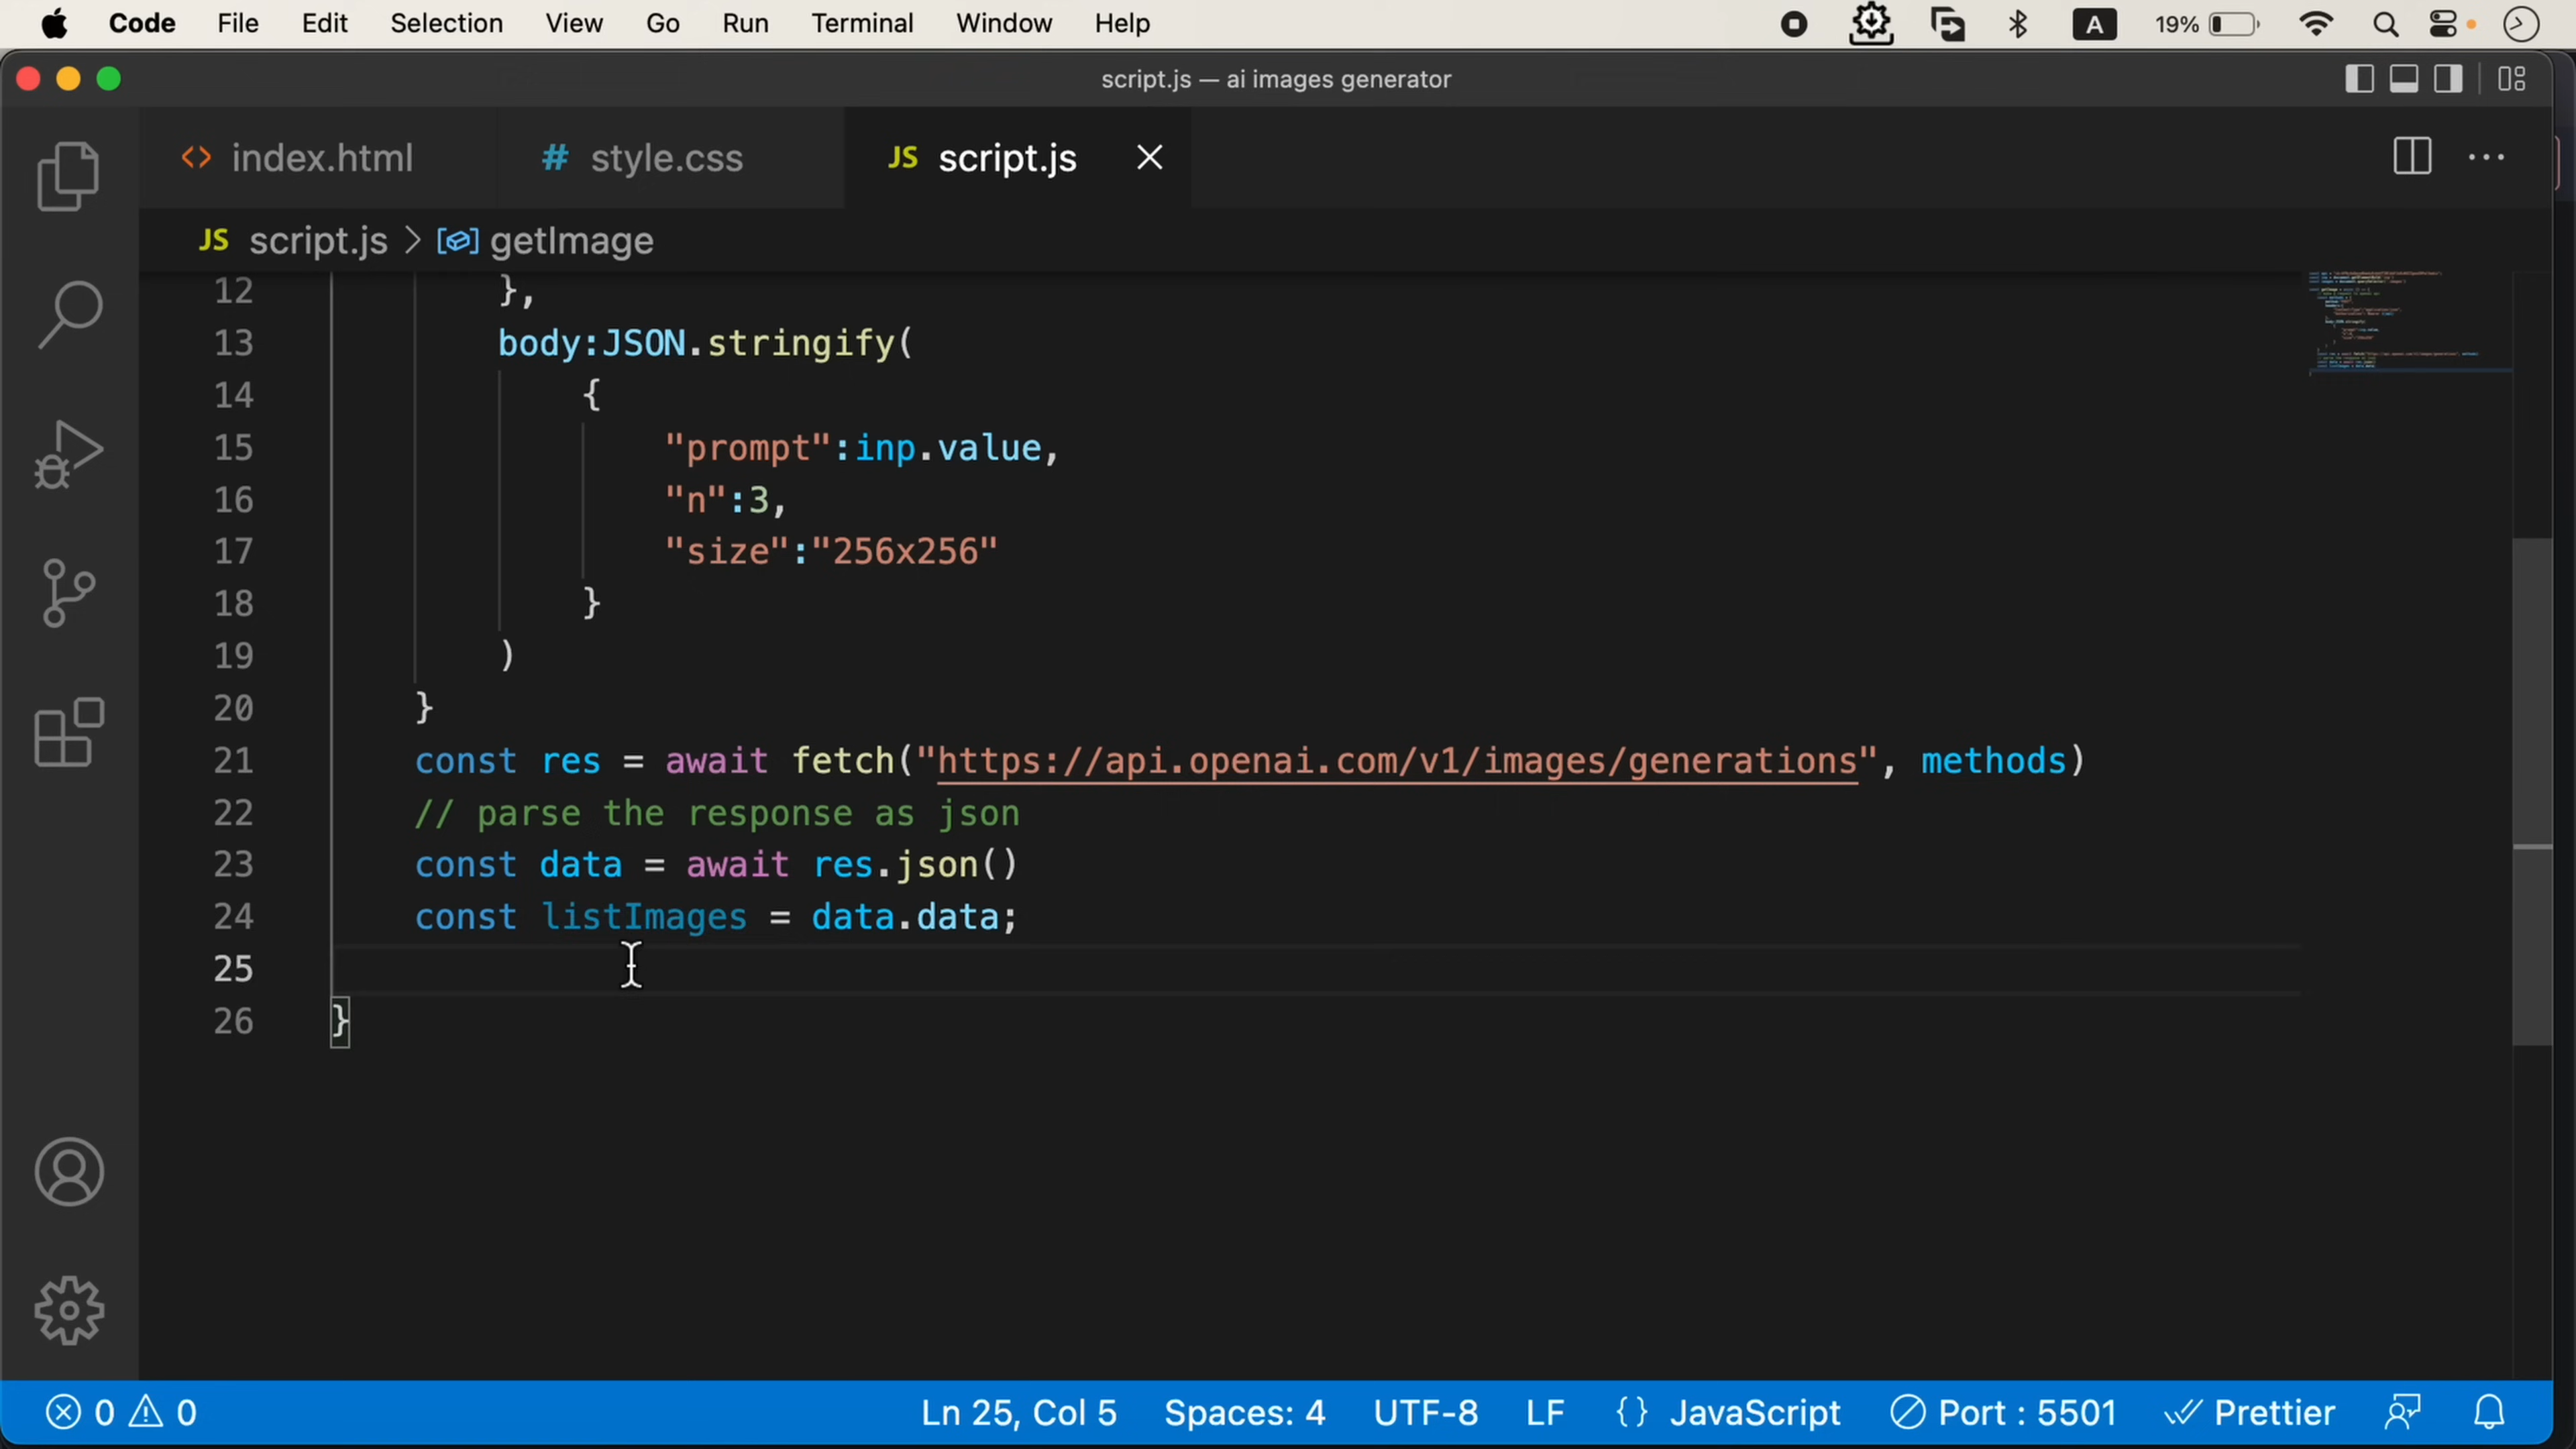 Code File Edit Selection View Go Run Terminal Window Help A 19%
script.js — ai images generator
<> index.html # style.css JS script.js
JS script.js > getImage
12 },
13 body:JSON.stringify(
14 {
15 "prompt":inp.value,
16 "n":3,
17 "size":"256x256"
18 }
19 )
20 }
21 const res = await fetch("https://api.openai.com/v1/images/generations", methods)
22 // parse the response as json
23 const data = await res.json()
24 const listImages = data.data;
25
26 }
0 0 Ln 25, Col 5 Spaces: 4 UTF-8 LF {} JavaScript Port : 5501 Prettier